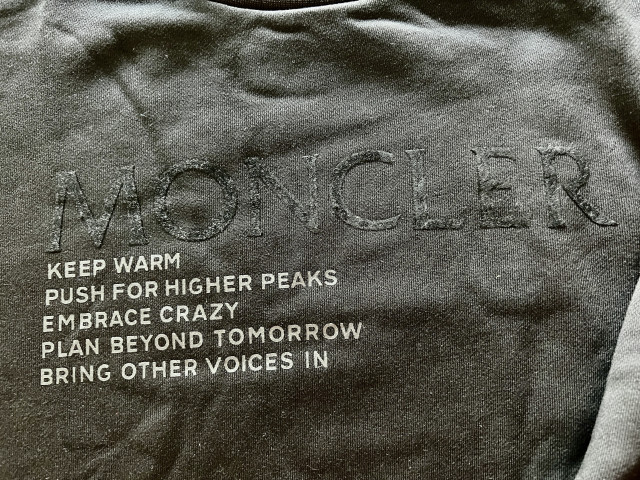 MONCLER
KEEP WARM
PUSH FOR HIGHER PEAKS
EMBRACE CRAZY
PLAN BEYOND TOMORROW
BRING OTHER VOICES IN